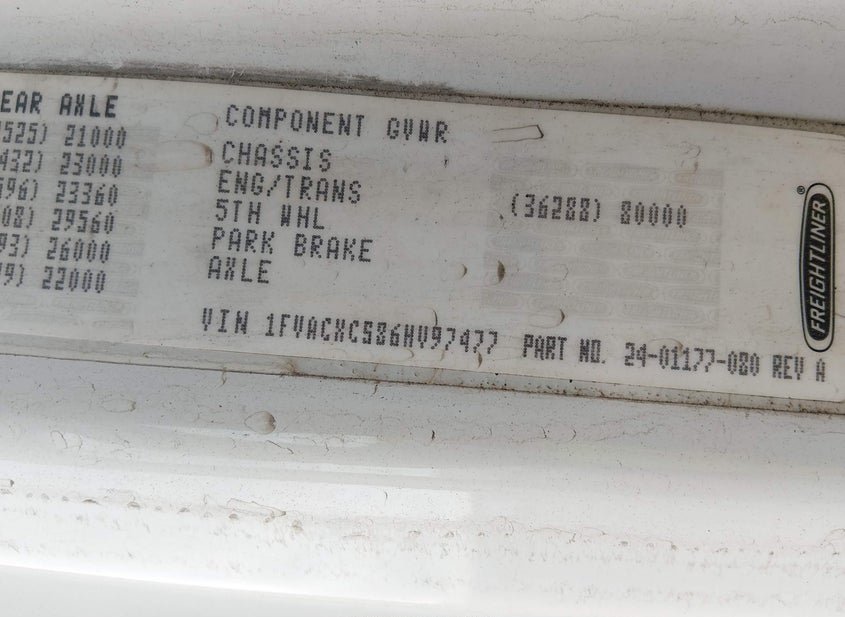 EAR AXLE
525) 21000
432) 23000
696) 23360
08) 29560
93) 26000
9) 22000
COMPONENT GVWR
CHASSIS
ENG/TRANS
5TH WHL (36288) 80000
PARK BRAKE
AXLE
VIN 1FVACXCS86HV97477 PART NO. 24-01177-080 REV A
FREIGHTLINER®